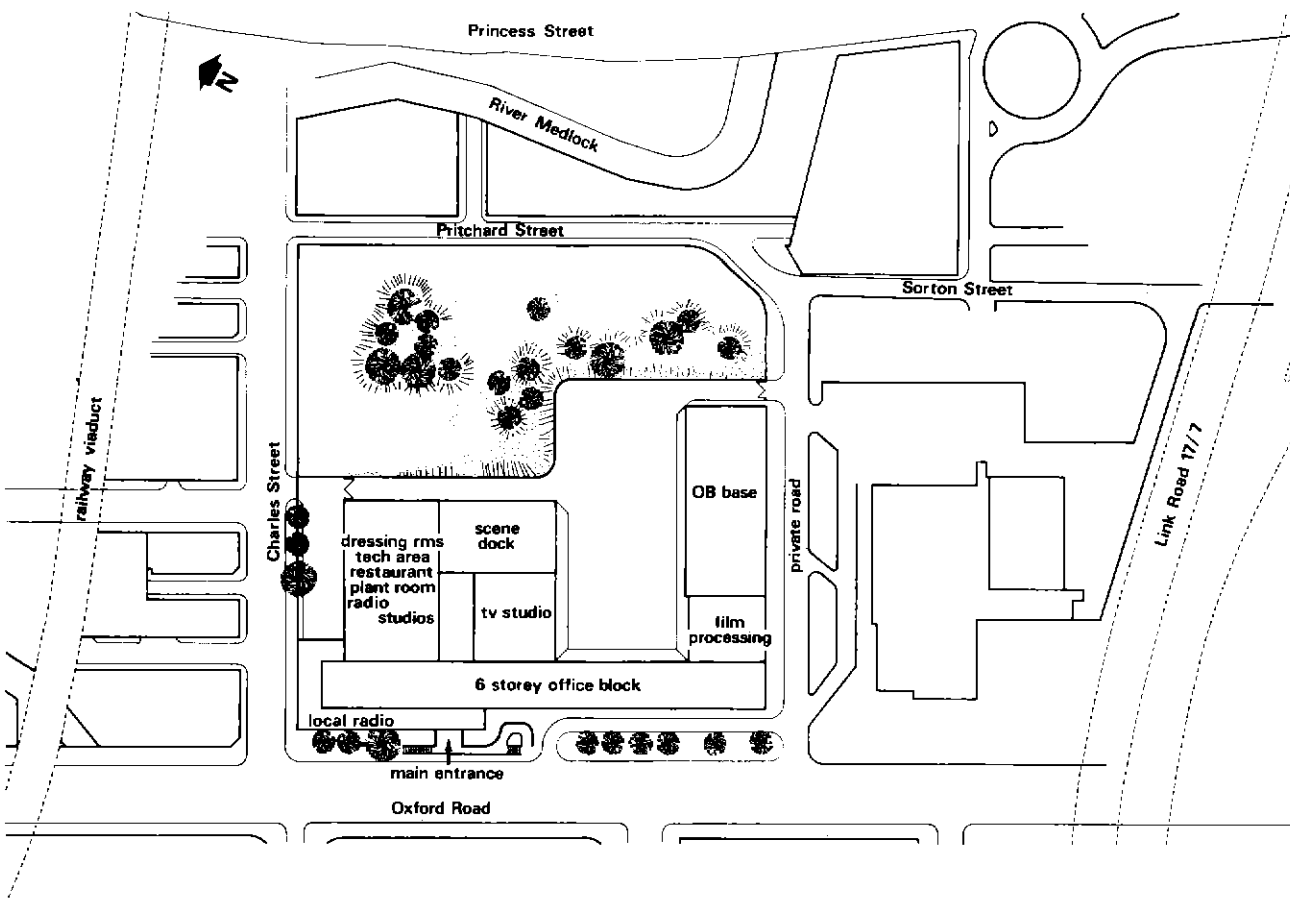 Princess Street
N
River Medlock
Pritchard Street
Sorton Street
railway viaduct
Charles Street
OB base
private road
Link Road 17/7
dressing rms
tech area
restaurant
plant room
radio
studios
scene
dock
tv studio
film
processing
6 storey office block
local radio
main entrance
Oxford Road